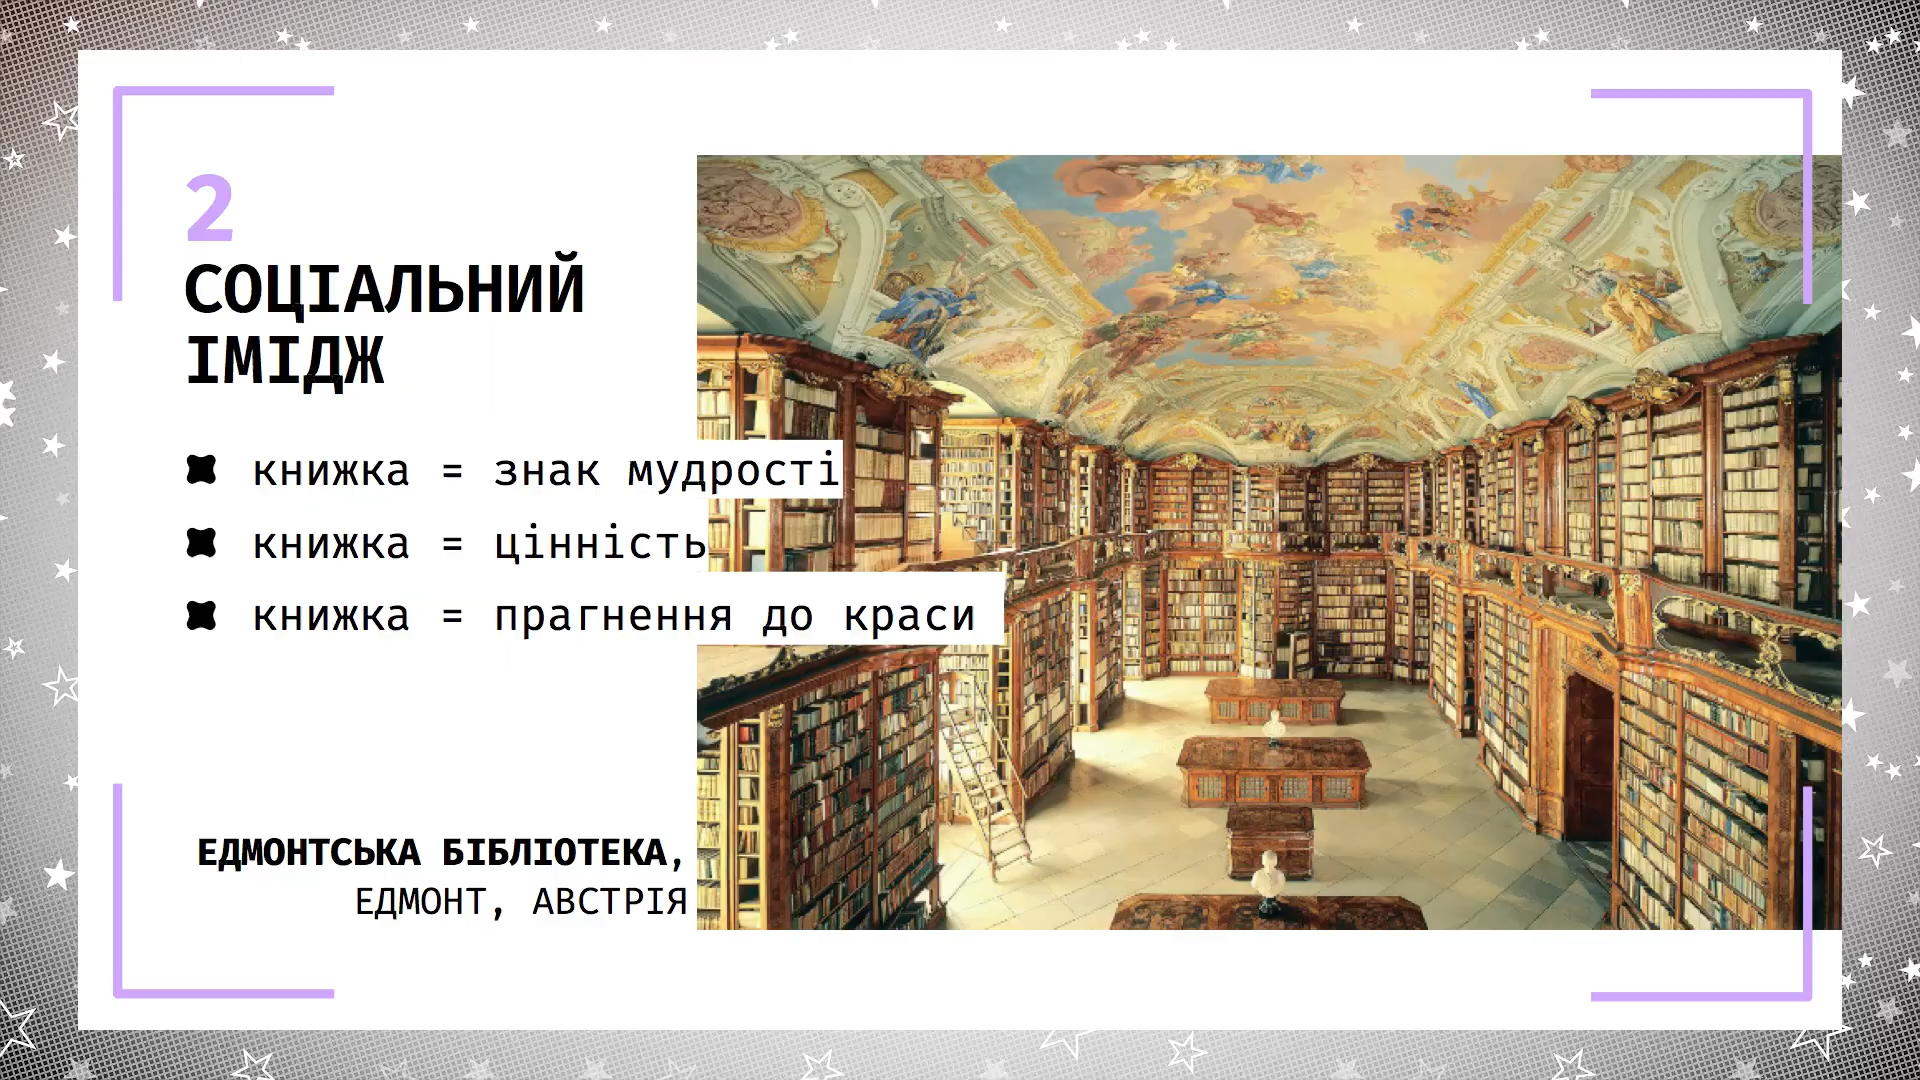 2
СОЦІАЛЬНИЙ
ІМІДЖ
книжка = знак мудрості
книжка = цінність
книжка = прагнення до краси
ЕДМОНТСЬКА БІБЛІОТЕКА,
ЕДМОНТ, АВСТРІЯ